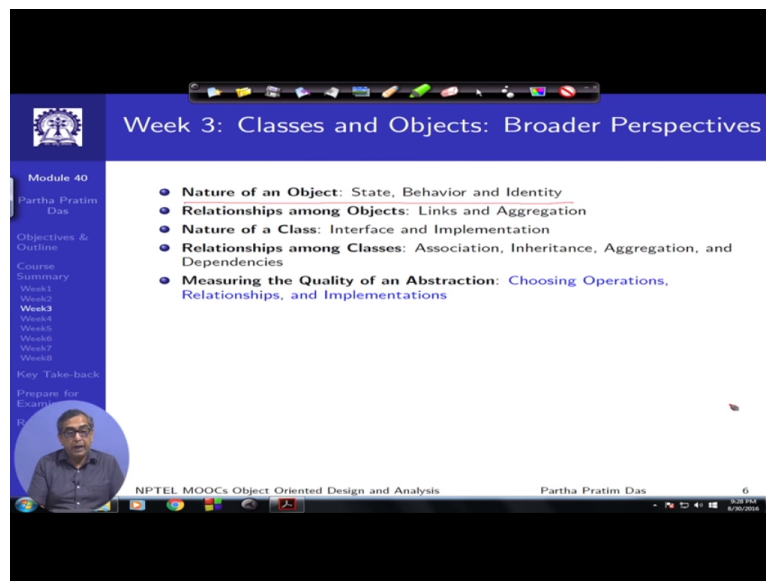 Week 3: Classes and Objects: Broader Perspectives
Module 40
Partha Pratim
Das
Objectives &
Outline
Course
Summary
Week1
Week2
Week3
Week4
Week5
Week6
Week7
Week8
Key Take-back
Prepare for
Nature of an Object: State, Behavior and Identity
Relationships among Objects: Links and Aggregation
Nature of a Class: Interface and Implementation
Relationships among Classes: Association, Inheritance, Aggregation, and
Dependencies
Measuring the Quality of an Abstraction: Choosing Operations,
Relationships, and Implementations
NPTEL MOOCs Object Oriented Design and Analysis
Partha Pratim Das
6
9:28 PM
8/30/2016